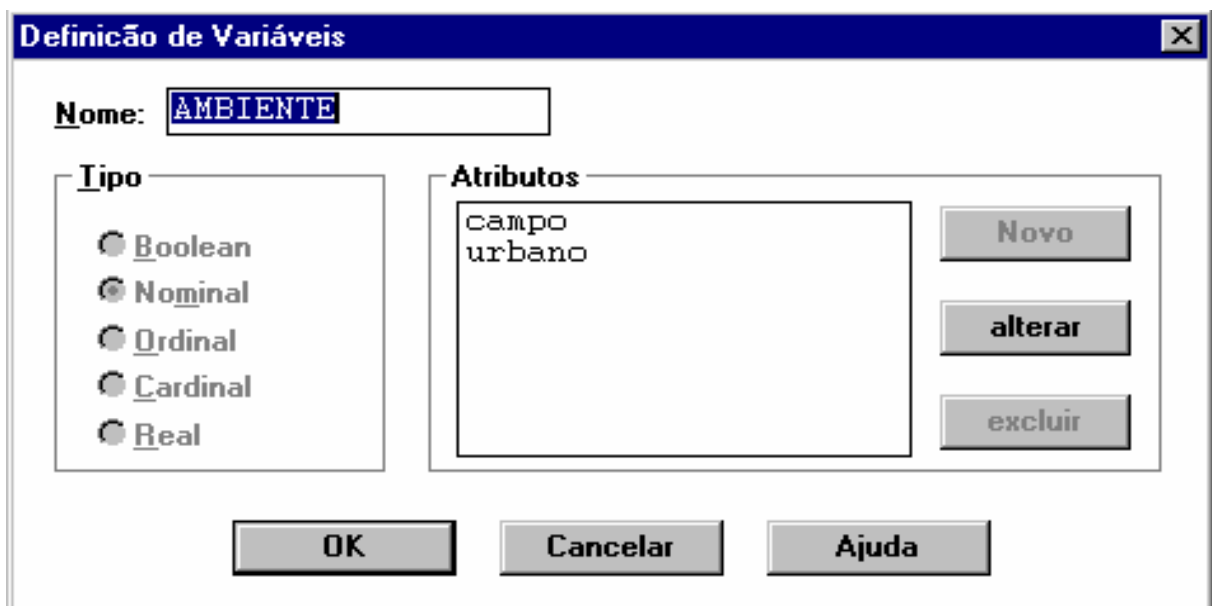 Definicão de Variáveis
Nome: AMBIENTE
Tipo
Boolean
Nominal
Ordinal
Cardinal
Real
Atributos
campo
urbano
Novo
alterar
excluir
OK Cancelar Ajuda